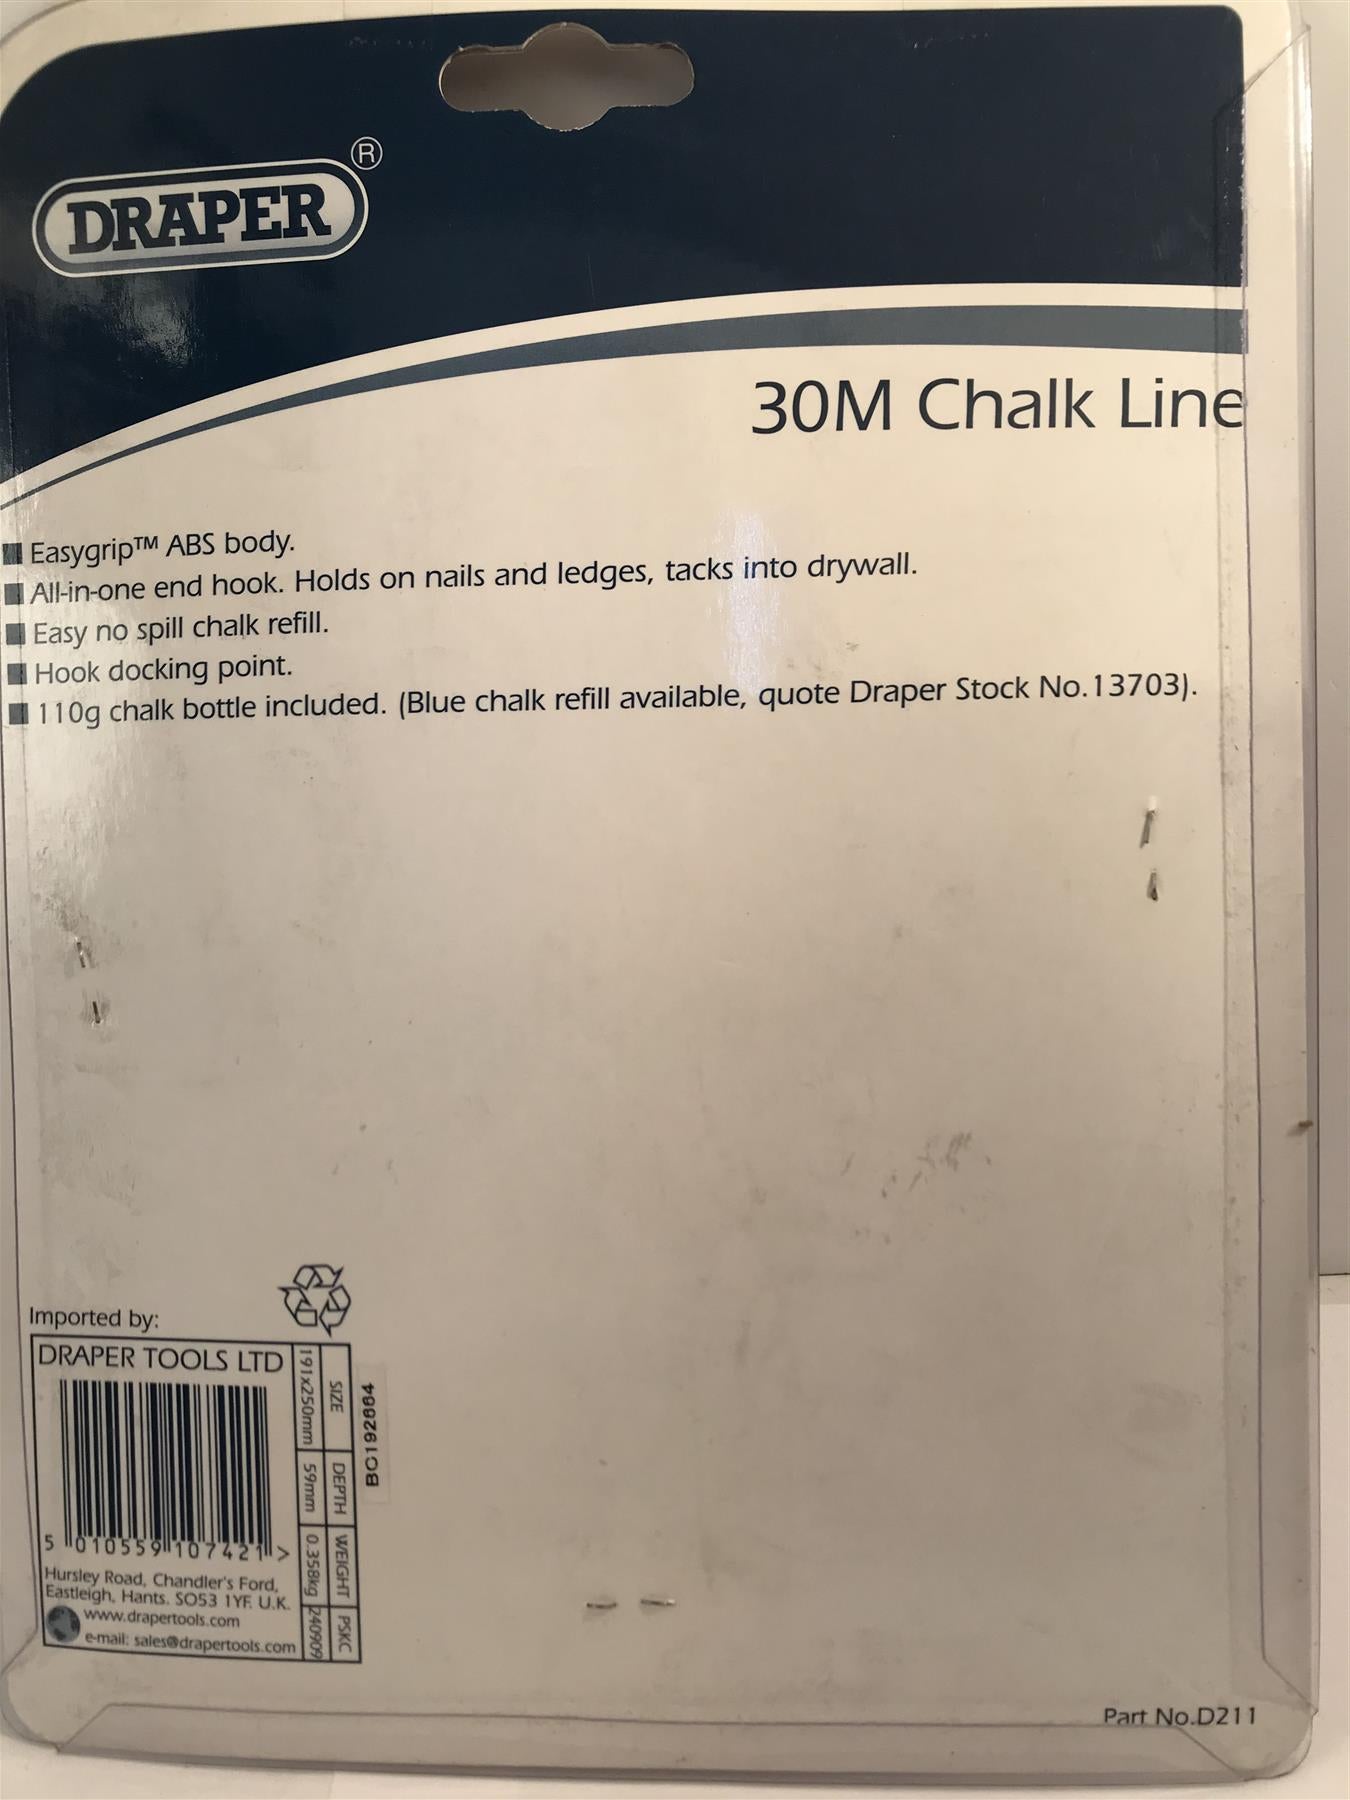 DRAPER®
30M Chalk Line
Easygrip™ ABS body.
All-in-one end hook. Holds on nails and ledges, tacks into drywall.
Easy no spill chalk refill.
Hook docking point.
110g chalk bottle included. (Blue chalk refill available, quote Draper Stock No.13703).
Imported by:
DRAPER TOOLS LTD
5 010559 107421 >
Hursley Road, Chandler's Ford,
Eastleigh, Hants. SO53 1YF. U.K.
www.drapertools.com
e-mail: sales@drapertools.com
SIZE DEPTH WEIGHT PSKC
191x250mm 59mm 0.358kg 240909
BC192664
Part No.D211